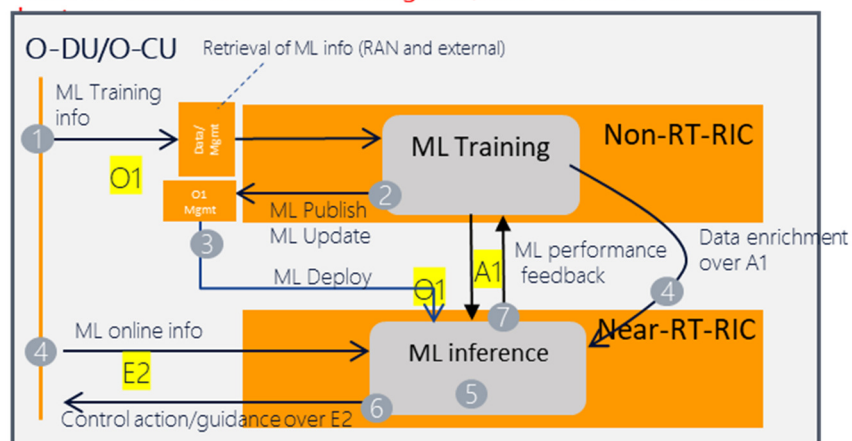 O-DU/O-CU
Retrieval of ML info (RAN and external)
ML Training
info
1
O1
Data/
Mgmt
ML Training
Non-RT-RIC
O1
Mgmt
2
ML Publish
ML Update
3
ML Deploy
O1
A1
ML performance
feedback
Data enrichment
over A1
4
7
Near-RT-RIC
ML online info
4
E2
ML inference
5
6
Control action/guidance over E2